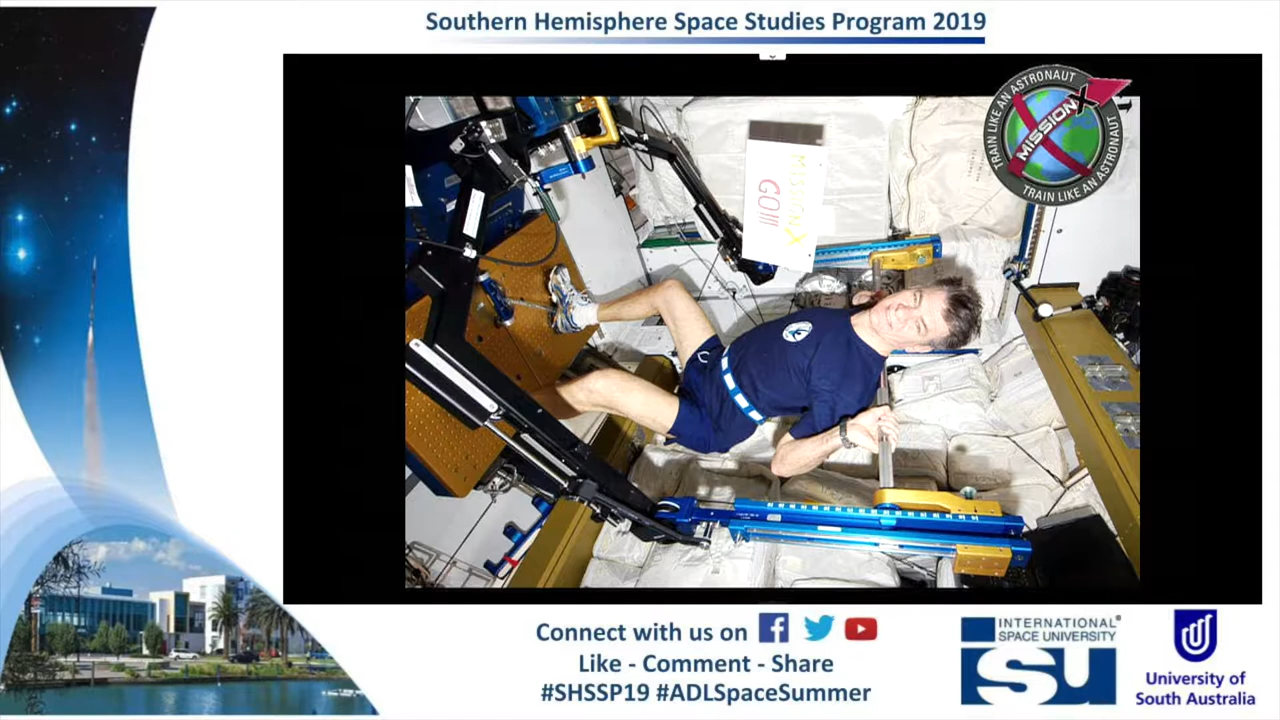 Southern Hemisphere Space Studies Program 2019
TRAIN LIKE AN ASTRONAUT
MISSION X
TRAIN LIKE AN ASTRONAUT
MISSION X
GO!!!
Connect with us on
Like - Comment - Share
#SHSSP19 #ADLSpaceSummer
INTERNATIONAL
SPACE UNIVERSITY
ISU
University of
South Australia